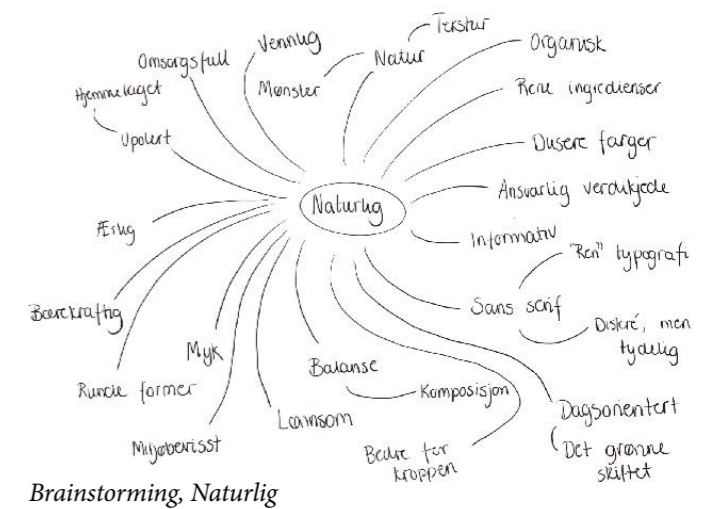 Tekstur
Vennlig
Natur
Organisk
Omsorgsfull
Mønster
Hjemmelaget
Rene ingredienser
Upolert
Dusere farger
Ansvarlig verdikjede
Naturlig
Ærlig
Informativ
"Ren" typografi
Bærekraftig
Sans serif
Diskré, men
tydelig
Myk
Balanse
Runde former
Komposisjon
Dagsorientert
Lønnsom
Miljøbevisst
Bedre for
kroppen
Det grønne
skiftet
Brainstorming, Naturlig